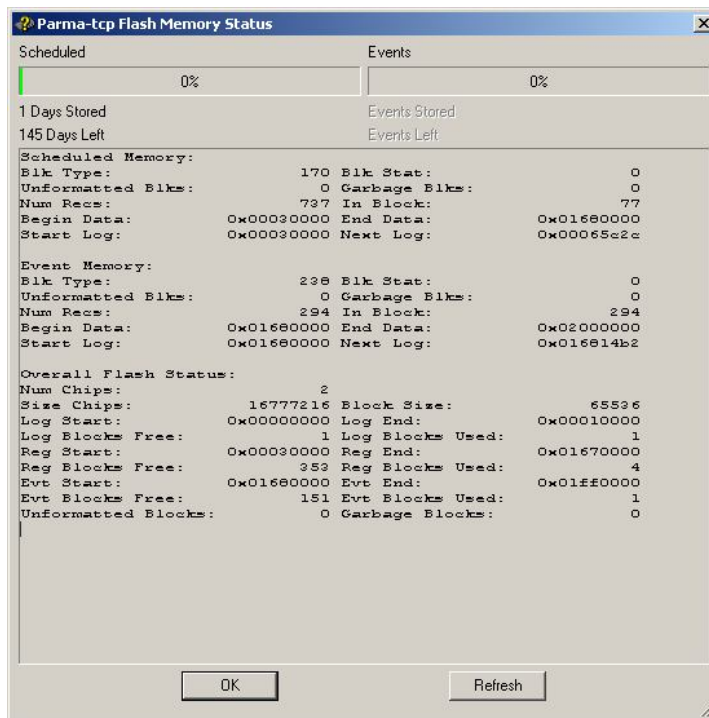 Parma-tcp Flash Memory Status
Scheduled Events
0% 0%
1 Days Stored Events Stored
145 Days Left Events Left
Scheduled Memory:
Blk Type: 170 Blk Stat: 0
Unformatted Blks: 0 Garbage Blks: 0
Num Recs: 737 In Block: 77
Begin Data: 0x00030000 End Data: 0x01680000
Start Log: 0x00030000 Next Log: 0x00065c2c
Event Memory:
Blk Type: 238 Blk Stat: 0
Unformatted Blks: 0 Garbage Blks: 0
Num Recs: 294 In Block: 294
Begin Data: 0x01680000 End Data: 0x02000000
Start Log: 0x01680000 Next Log: 0x016814b2
Overall Flash Status:
Num Chips: 2
Size Chips: 16777216 Block Size: 65536
Log Start: 0x00000000 Log End: 0x00010000
Log Blocks Free: 1 Log Blocks Used: 1
Reg Start: 0x00030000 Reg End: 0x01670000
Reg Blocks Free: 353 Reg Blocks Used: 4
Evt Start: 0x01680000 Evt End: 0x01ff0000
Evt Blocks Free: 151 Evt Blocks Used: 1
Unformatted Blocks: 0 Garbage Blocks: 0
OK Refresh